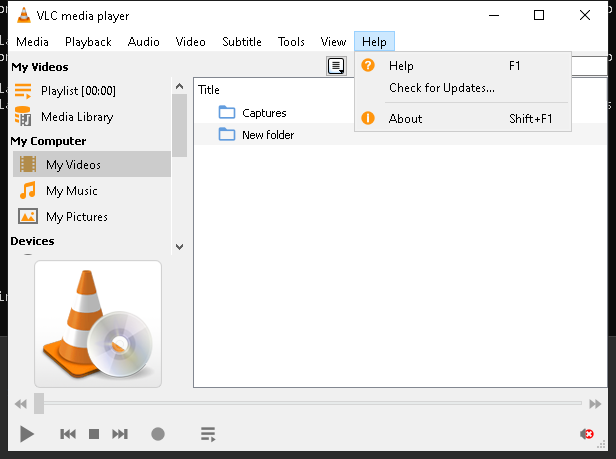 VLC media player
Media Playback Audio Video Subtitle Tools View Help
My Videos
Playlist [00:00]
Media Library
My Computer
My Videos
My Music
My Pictures
Devices
Title
Captures
New folder
Help F1
Check for Updates...
About Shift+F1